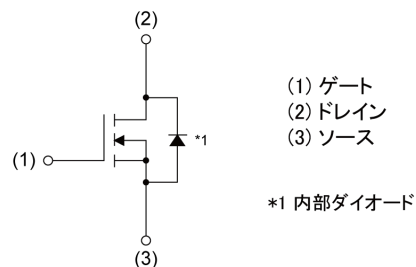 (2)
(1)
*1
(3)
(1) ゲート
(2) ドレイン
(3) ソース
*1 内部ダイオード